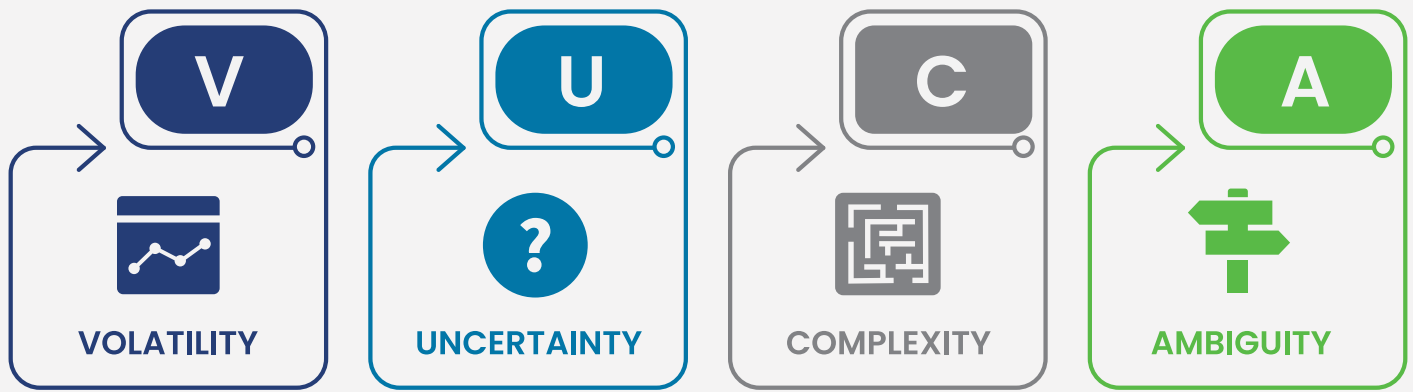 V
U
C
A
?
VOLATILITY
UNCERTAINTY
COMPLEXITY
AMBIGUITY